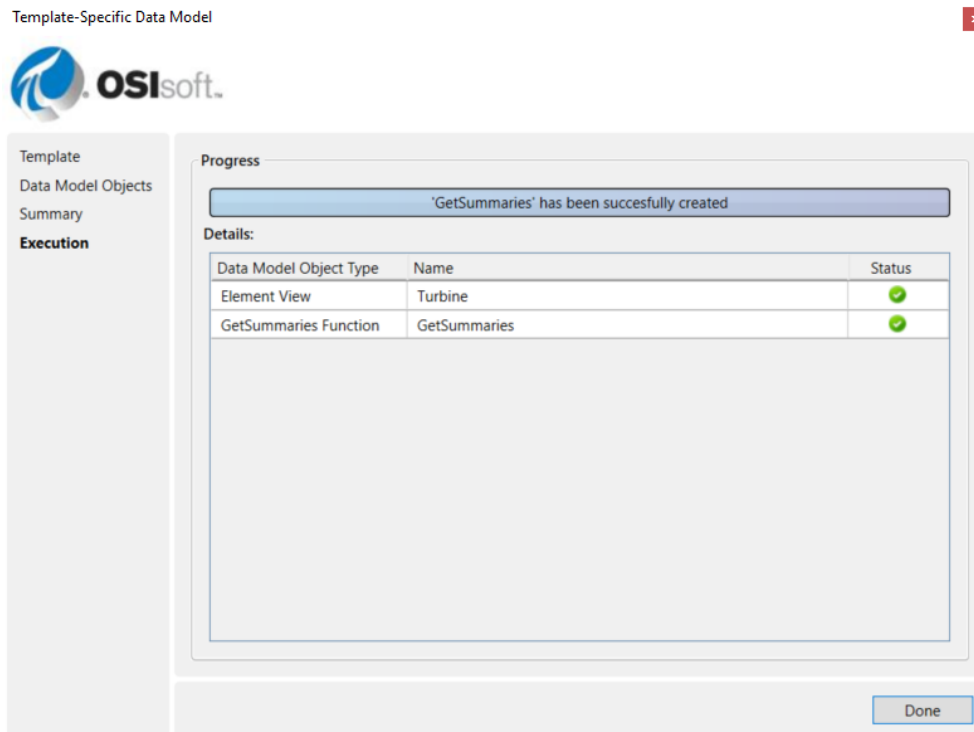 Template-Specific Data Model
OSIsoft.
Template
Data Model Objects
Summary
Execution
Progress
'GetSummaries' has been succesfully created
Details:
Data Model Object Type Name Status
Element View Turbine
GetSummaries Function GetSummaries
Done